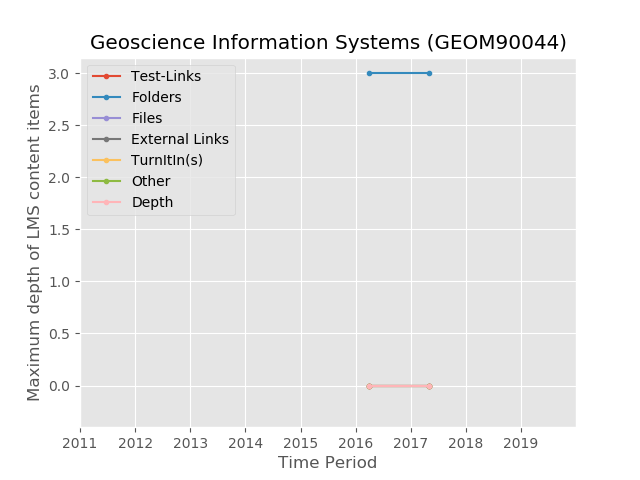 Geoscience Information Systems (GEOM90044)
Maximum depth of LMS content items
3.0
2.5
2.0
1.5
1.0
0.5
0.0
Test-Links
Folders
Files
External Links
TurnItIn(s)
Other
Depth
2011 2012 2013 2014 2015 2016 2017 2018 2019
Time Period